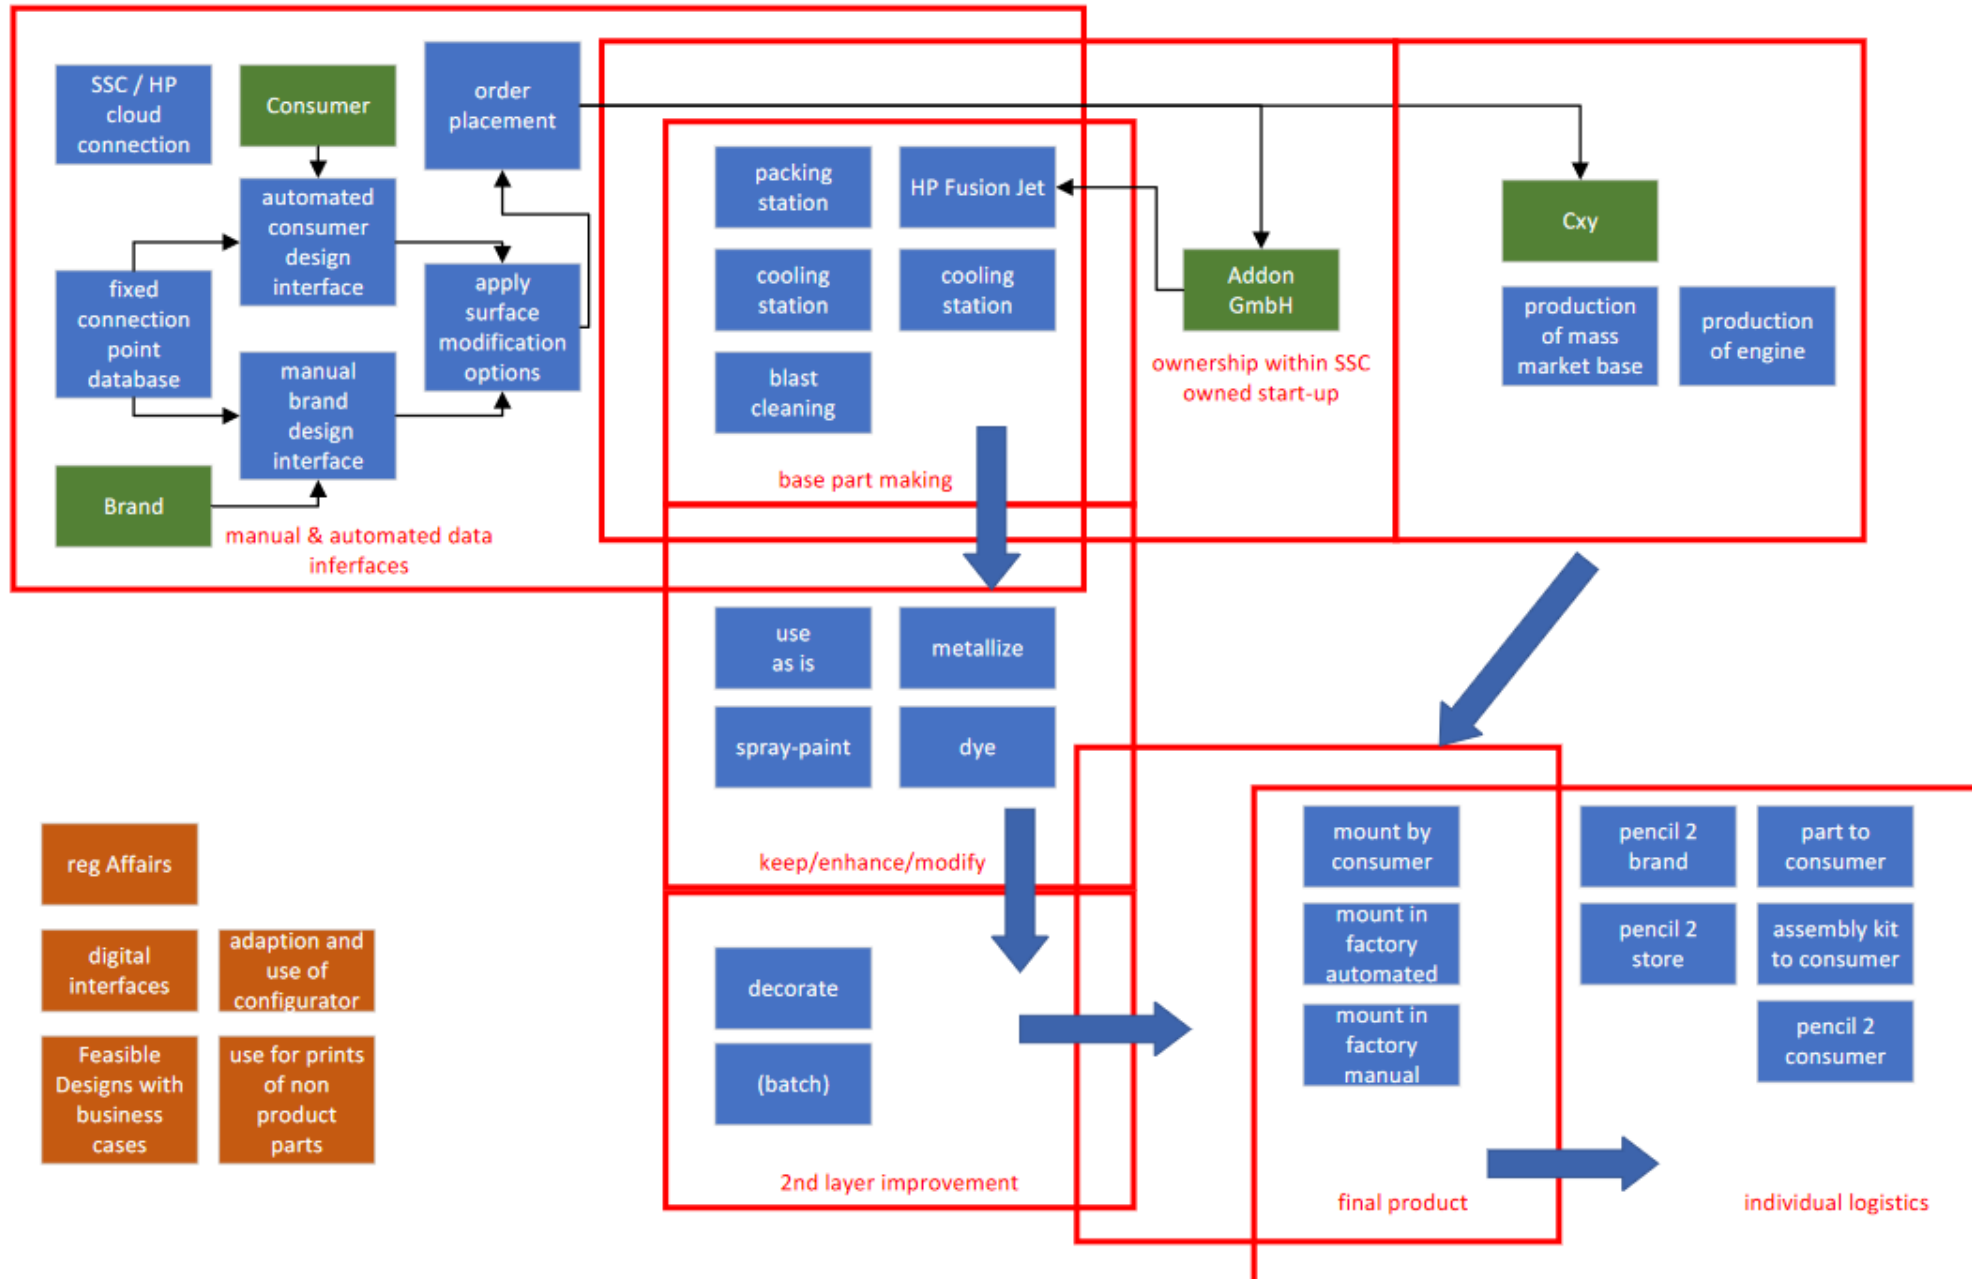 SSC / HP
cloud
connection
Consumer
order
placement
automated
consumer
design
interface
fixed
connection
point
database
apply
surface
modification
options
manual
brand
design
interface
Brand
manual & automated data
inferfaces
packing
station
HP Fusion Jet
cooling
station
cooling
station
blast
cleaning
base part making
Addon
GmbH
ownership within SSC
owned start-up
Cxy
production
of mass
market base
production
of engine
use
as is
metallize
spray-paint
dye
keep/enhance/modify
decorate
(batch)
2nd layer improvement
mount by
consumer
mount in
factory
automated
mount in
factory
manual
final product
pencil 2
brand
part to
consumer
pencil 2
store
assembly kit
to consumer
pencil 2
consumer
individual logistics
reg Affairs
digital
interfaces
adaption and
use of
configurator
Feasible
Designs with
business
cases
use for prints
of non
product
parts